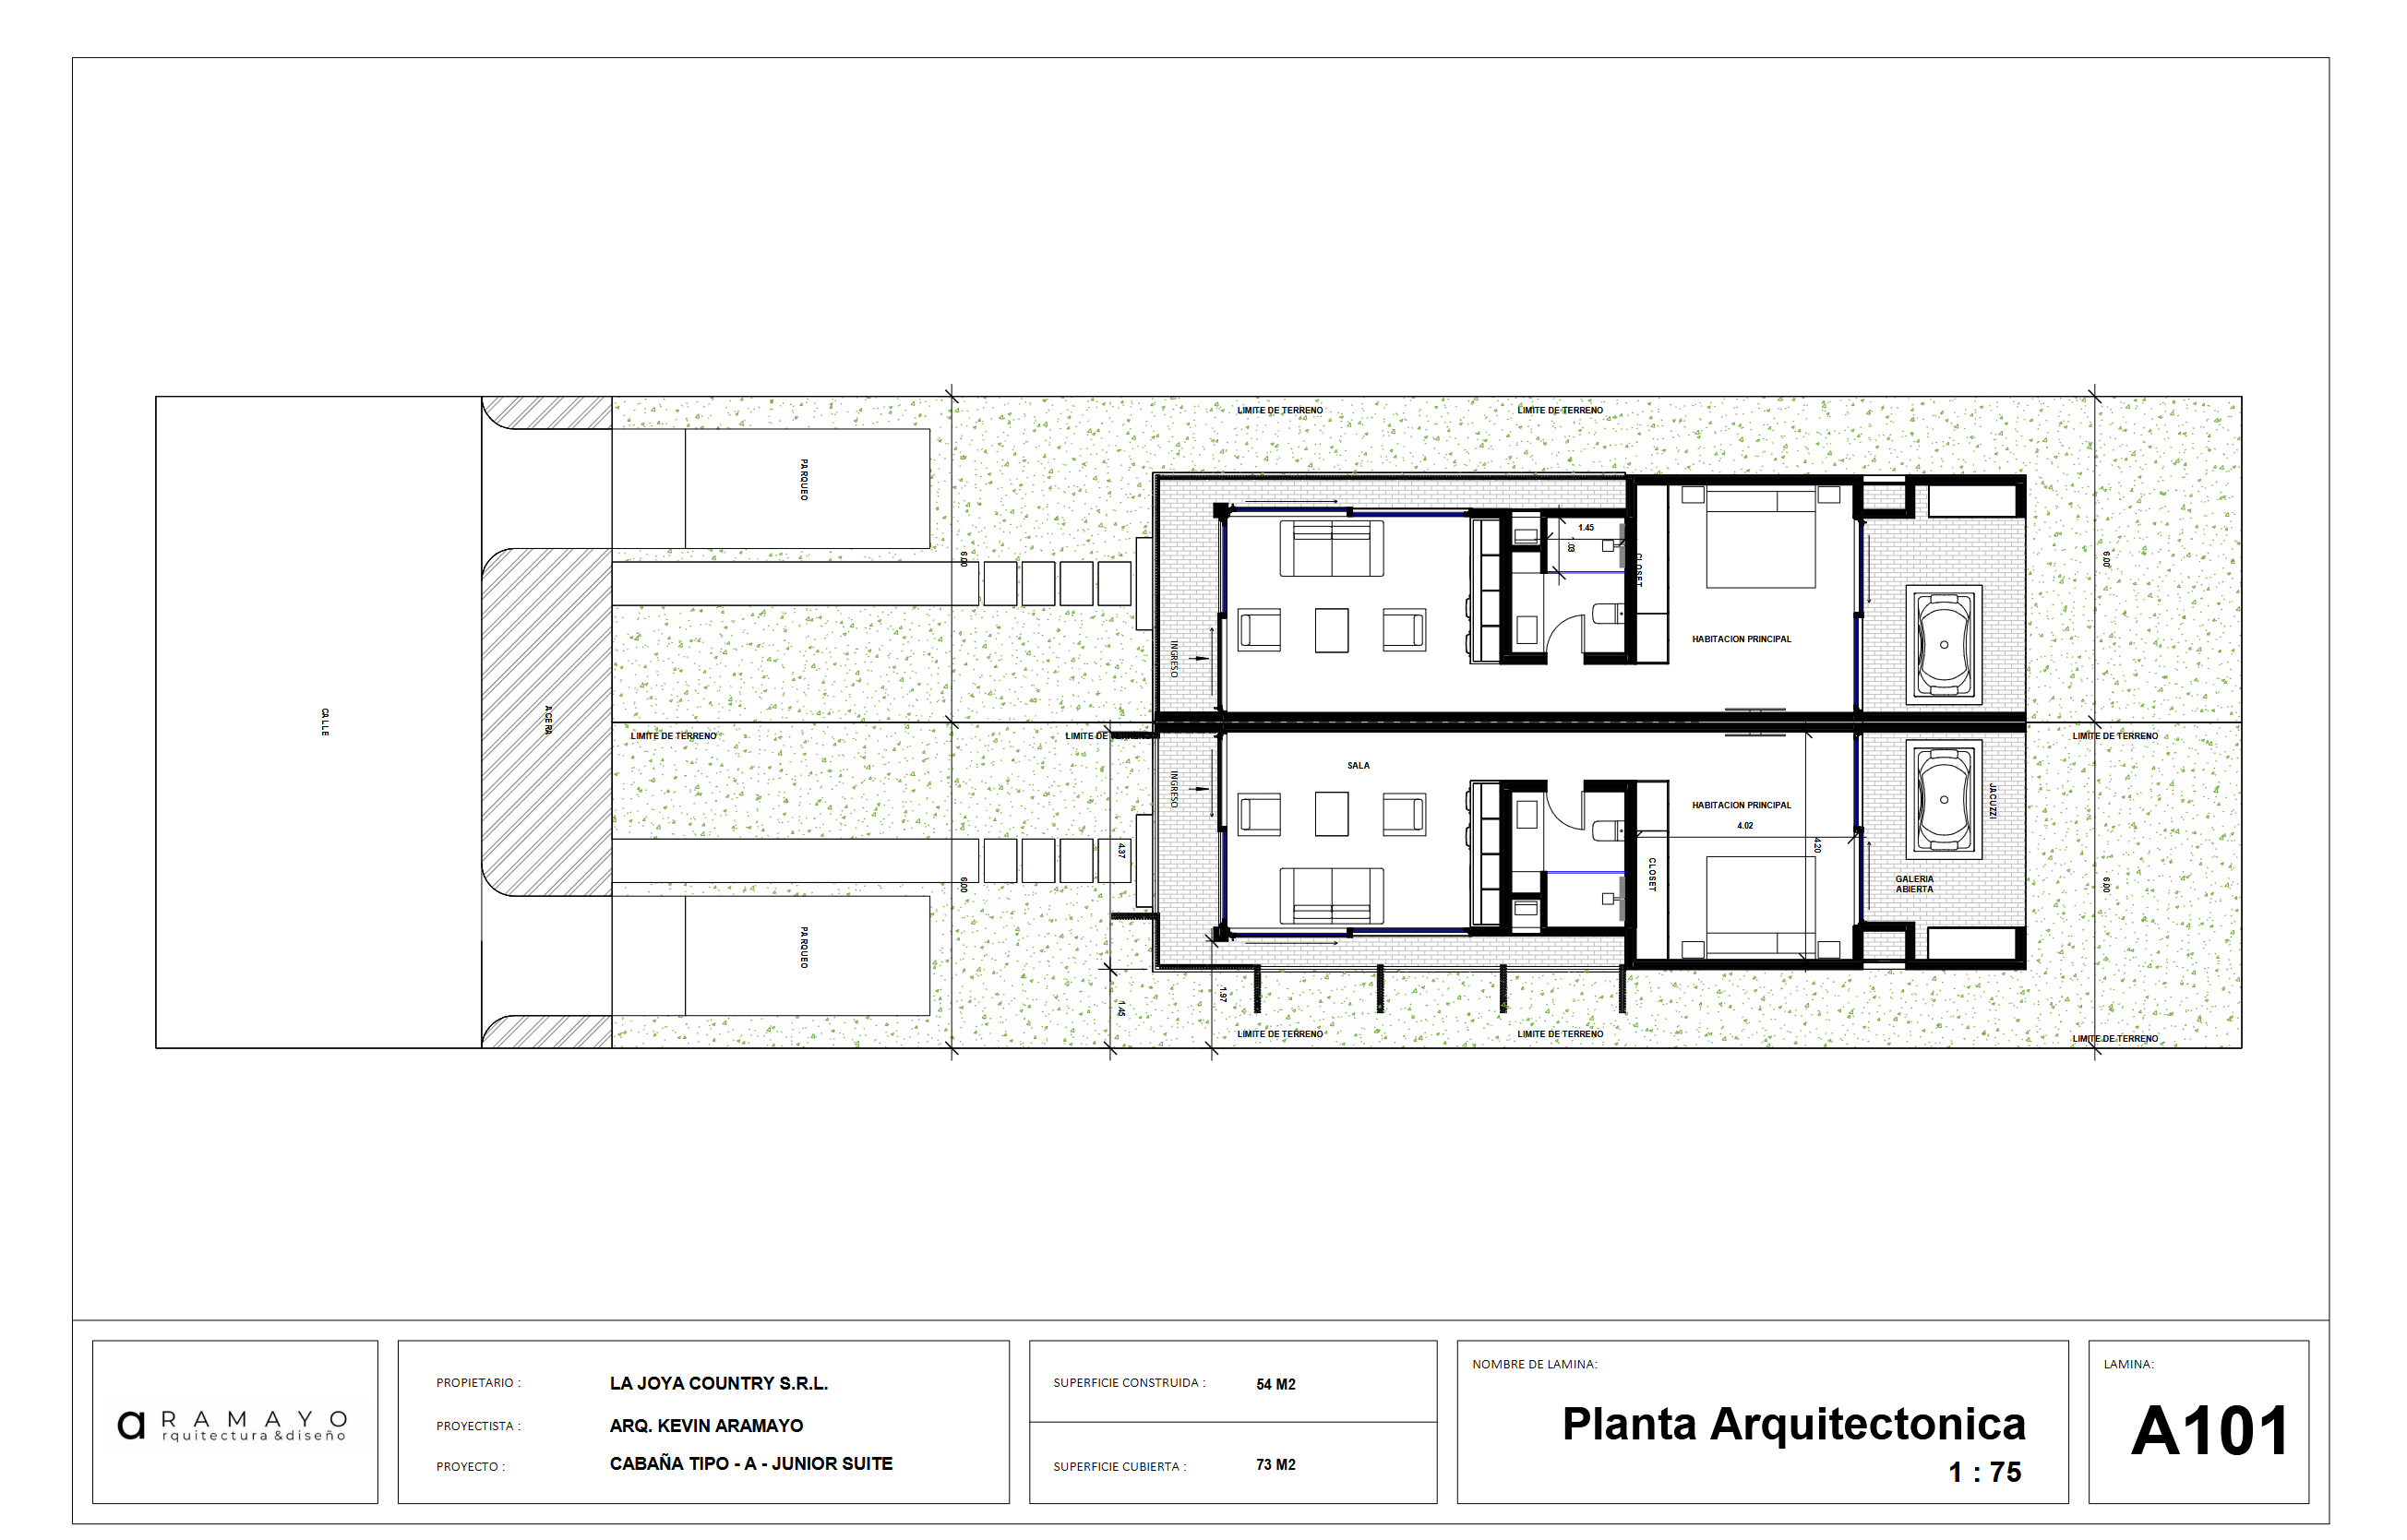 LIMITE DE TERRENO
LIMITE DE TERRENO
PARQUEO
1.45
1.03
6.00
6.00
CLOSET
HABITACION PRINCIPAL
INGRESO
CALLE
ACERA
LIMITE DE TERRENO
LIMITE DE TERRENO
LIMITE DE TERRENO
SALA
INGRESO
HABITACION PRINCIPAL
JACUZZI
4.02
4.20
4.37
CLOSET
6.00
6.00
GALERIA
ABIERTA
PARQUEO
1.97
1.45
LIMITE DE TERRENO
LIMITE DE TERRENO
LIMITE DE TERRENO
a RAMAYO
rquitectura &diseño
PROPIETARIO : LA JOYA COUNTRY S.R.L.
PROYECTISTA : ARQ. KEVIN ARAMAYO
PROYECTO : CABAÑA TIPO - A - JUNIOR SUITE
SUPERFICIE CONSTRUIDA : 54 M2
SUPERFICIE CUBIERTA : 73 M2
NOMBRE DE LAMINA:
Planta Arquitectonica
1 : 75
LAMINA:
A101